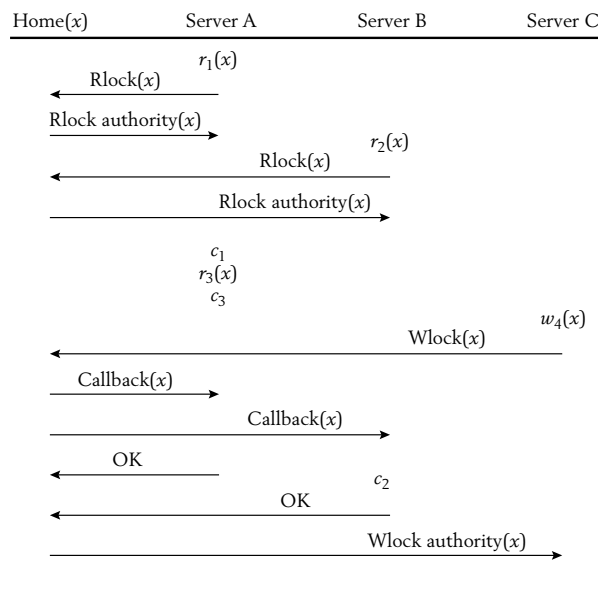 Home(x) Server A Server B Server C
r1(x)
Rlock(x)
Rlock authority(x)
r2(x)
Rlock(x)
Rlock authority(x)
c1
r3(x)
c3
w4(x)
Wlock(x)
Callback(x)
Callback(x)
OK
c2
OK
Wlock authority(x)